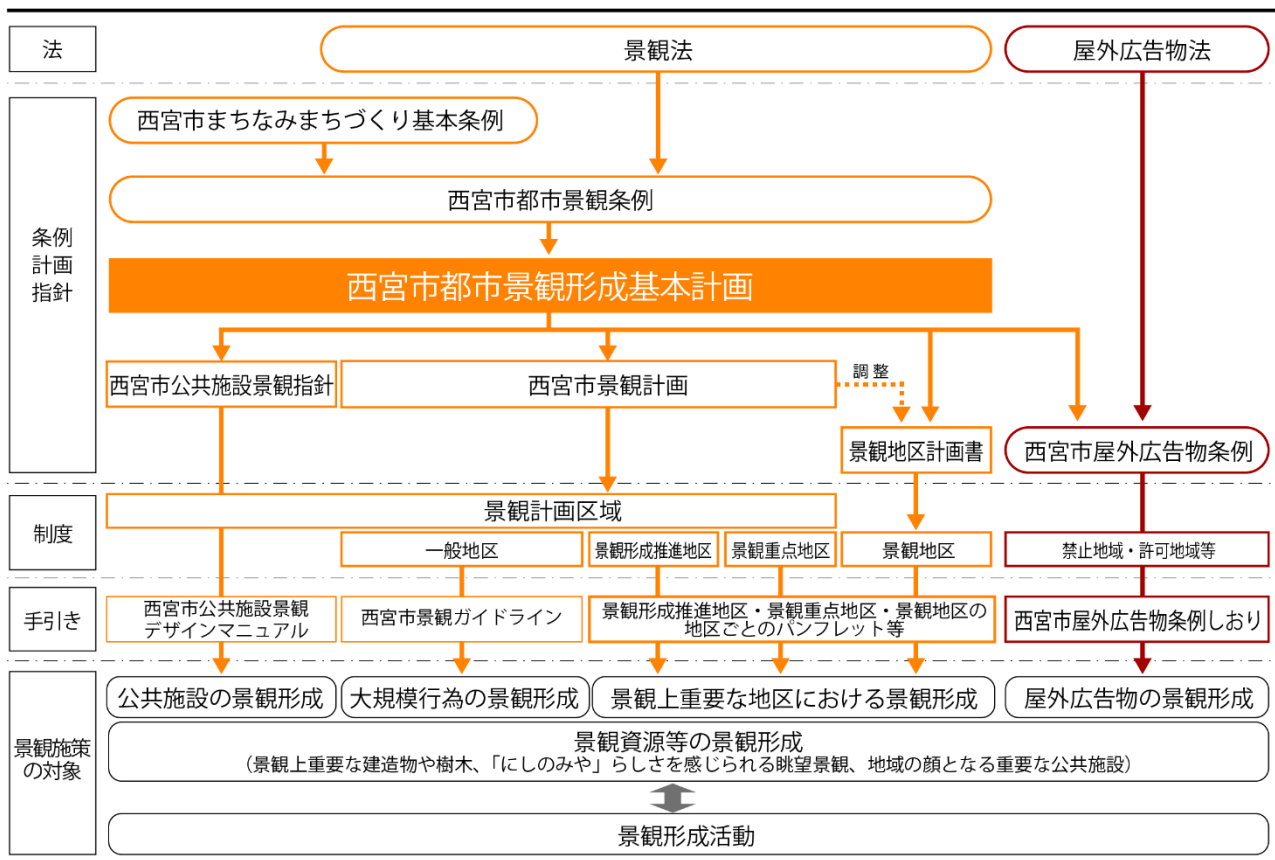 法
景観法
屋外広告物法
条例
計画
指針
西宮市まちなみまちづくり基本条例
西宮市都市景観条例
西宮市都市景観形成基本計画
西宮市公共施設景観指針
西宮市景観計画
調整
景観地区計画書
西宮市屋外広告物条例
制度
景観計画区域
一般地区
景観形成推進地区
景観重点地区
景観地区
禁止地域・許可地域等
手引き
西宮市公共施設景観
デザインマニュアル
西宮市景観ガイドライン
景観形成推進地区・景観重点地区・景観地区の
地区ごとのパンフレット等
西宮市屋外広告物条例しおり
景観施策
の対象
公共施設の景観形成
大規模行為の景観形成
景観上重要な地区における景観形成
屋外広告物の景観形成
景観資源等の景観形成
（景観上重要な建造物や樹木、「にしのみや」らしさを感じられる眺望景観、地域の顔となる重要な公共施設）
景観形成活動